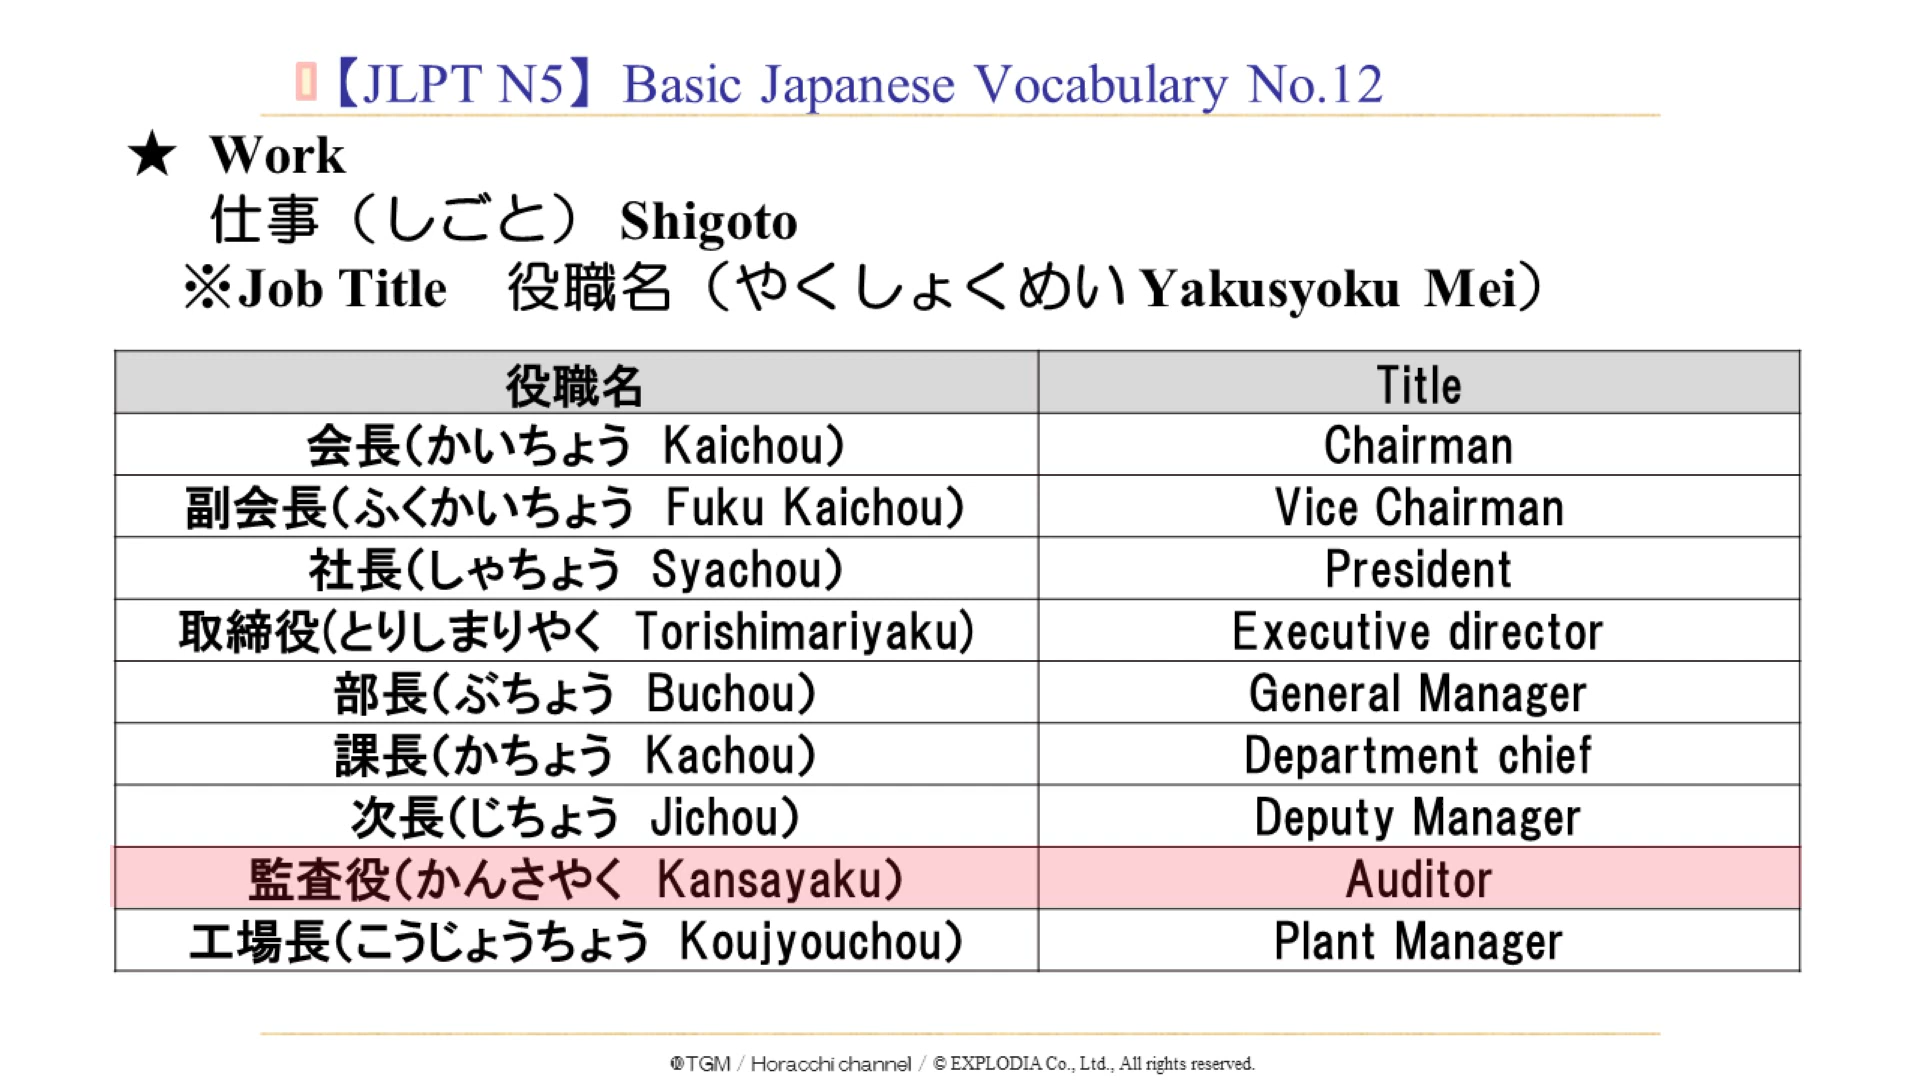 【JLPT N5】Basic Japanese Vocabulary No.12
★ Work
仕事（しごと） Shigoto
※Job Title　役職名（やくしょくめい Yakusyoku Mei）
役職名 Title
会長(かいちょう Kaichou) Chairman
副会長(ふくかいちょう Fuku Kaichou) Vice Chairman
社長(しゃちょう Syachou) President
取締役(とりしまりやく Torishimariyaku) Executive director
部長(ぶちょう Buchou) General Manager
課長(かちょう Kachou) Department chief
次長(じちょう Jichou) Deputy Manager
監査役(かんさやく Kansayaku) Auditor
工場長(こうじょうちょう Koujyouchou) Plant Manager
TGM / Horacchi channel / © EXPLODIA Co., Ltd., All rights reserved.